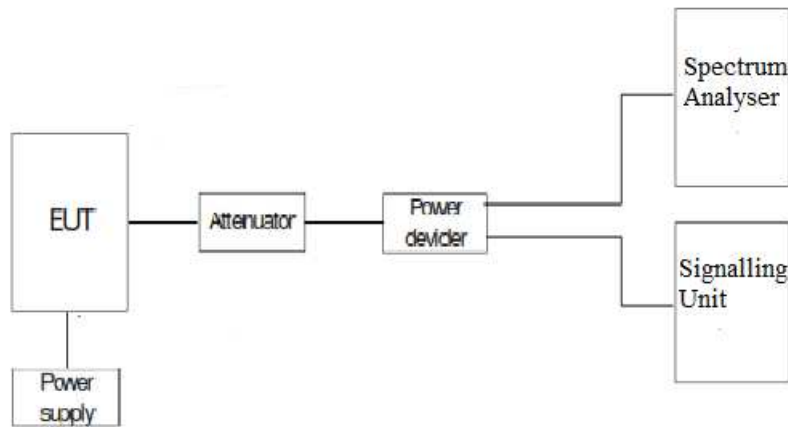 EUT
Power
supply
Attenuator
Power
devider
Spectrum
Analyser
Signalling
Unit